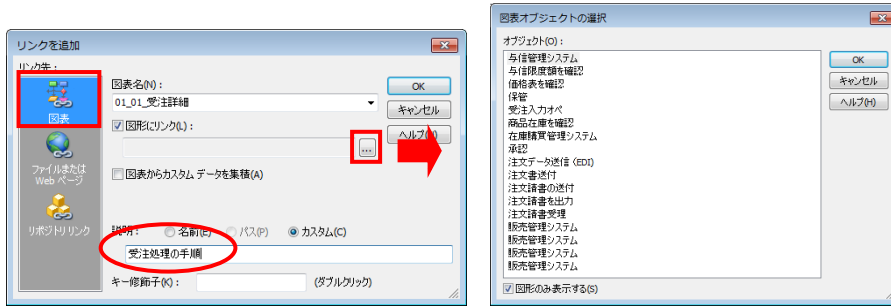 リンクを追加
リンク先：
図表
ファイルまたは
Web ページ
リポジトリ リンク
図表名(N)：
01_01_受注詳細
図形にリンク(L)：
...
図表からカスタム データを集積(A)
OK
キャンセル
説明：
名前(E)
パス(P)
カスタム(C)
受注処理の手順
キー修飾子(K)：
(ダブルクリック)
図表オブジェクトの選択
オブジェクト(O)：
与信管理システム
与信限度額を確認
価格表を確認
保管
受注入力オペ
商品在庫を確認
在庫購買管理システム
承認
注文データ送信 (EDI)
注文書送付
注文請書の送付
注文請書を出力
注文請書受理
販売管理システム
販売管理システム
販売管理システム
販売管理システム
図形のみ表示する(S)
OK
キャンセル
ヘルプ(H)